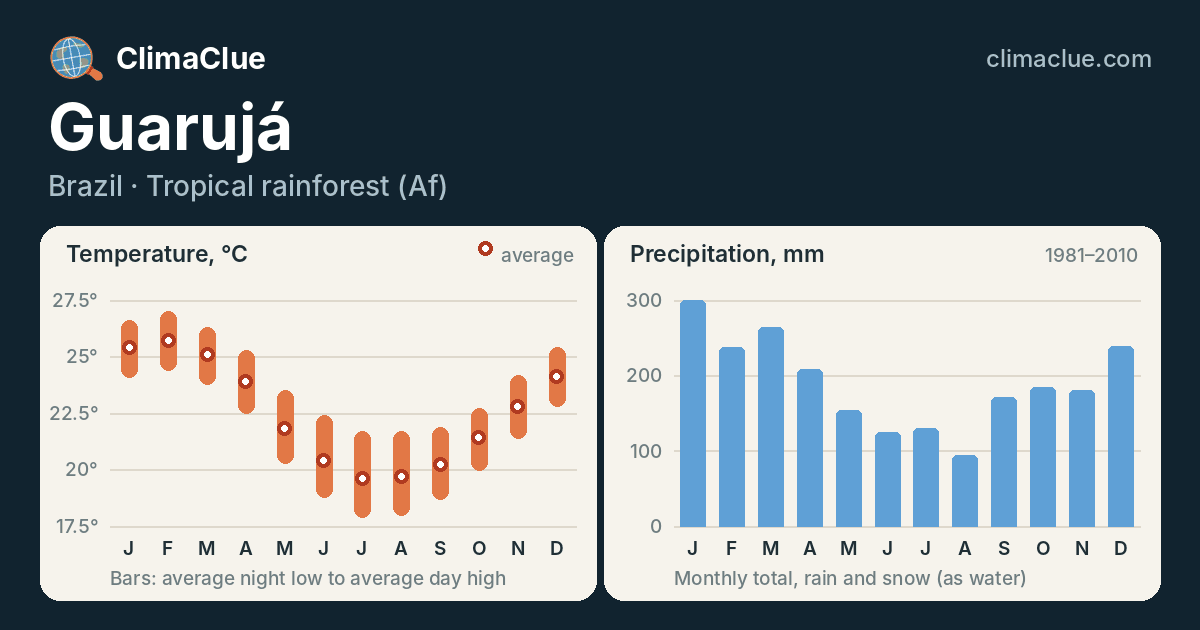 ClimaClue
climaclue.com
Guarujá
Brazil · Tropical rainforest (Af)
Temperature, °C
average
27.5°
25°
22.5°
20°
17.5°
J F M A M J J A S O N D
Bars: average night low to average day high
Precipitation, mm
1981–2010
300
200
100
0
J F M A M J J A S O N D
Monthly total, rain and snow (as water)